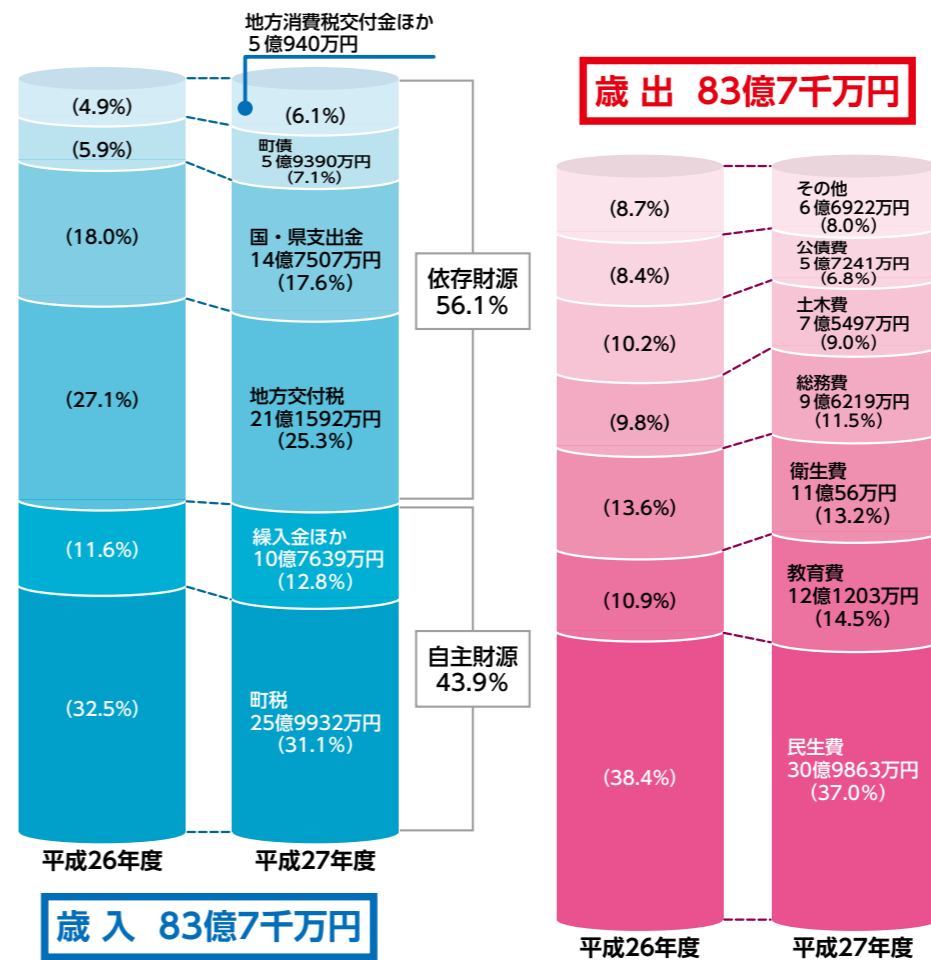 地方消費税交付金ほか
5億940万円
(4.9%)
(6.1%)
(5.9%)
町債
5億9390万円
(7.1%)
(18.0%)
国・県支出金
14億7507万円
(17.6%)
依存財源
56.1%
(27.1%)
地方交付税
21億1592万円
(25.3%)
(11.6%)
繰入金ほか
10億7639万円
(12.8%)
自主財源
43.9%
(32.5%)
町税
25億9932万円
(31.1%)
平成26年度
平成27年度
歳入 83億7千万円
歳出 83億7千万円
(8.7%)
その他
6億6922万円
(8.0%)
(8.4%)
公債費
5億7241万円
(6.8%)
(10.2%)
土木費
7億5497万円
(9.0%)
(9.8%)
総務費
9億6219万円
(11.5%)
(13.6%)
衛生費
11億56万円
(13.2%)
(10.9%)
教育費
12億1203万円
(14.5%)
(38.4%)
民生費
30億9863万円
(37.0%)
平成26年度
平成27年度